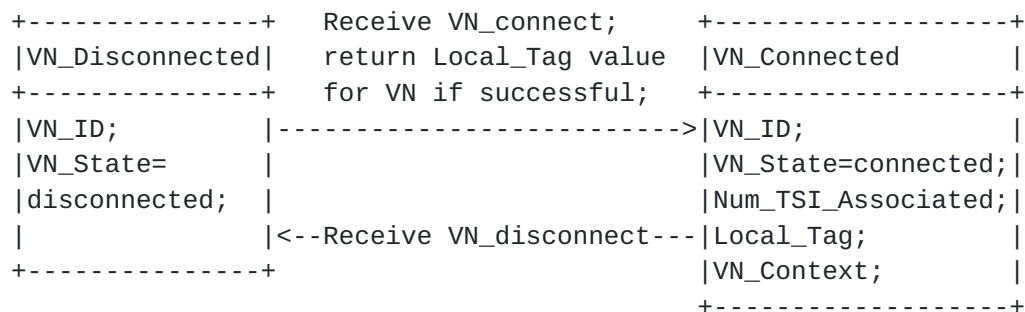 +---------------+   Receive VN_connect;     +-------------------+
|VN_Disconnected|   return Local_Tag value  |VN_Connected       |
+---------------+   for VN if successful;   +-------------------+
|VN_ID;         |-------------------------->|VN_ID;             |
|VN_State=      |                           |VN_State=connected;|
|disconnected;  |                           |Num_TSI_Associated;|
|               |<--Receive VN_disconnect---|Local_Tag;         |
+---------------+                           |VN_Context;        |
                                            +-------------------+